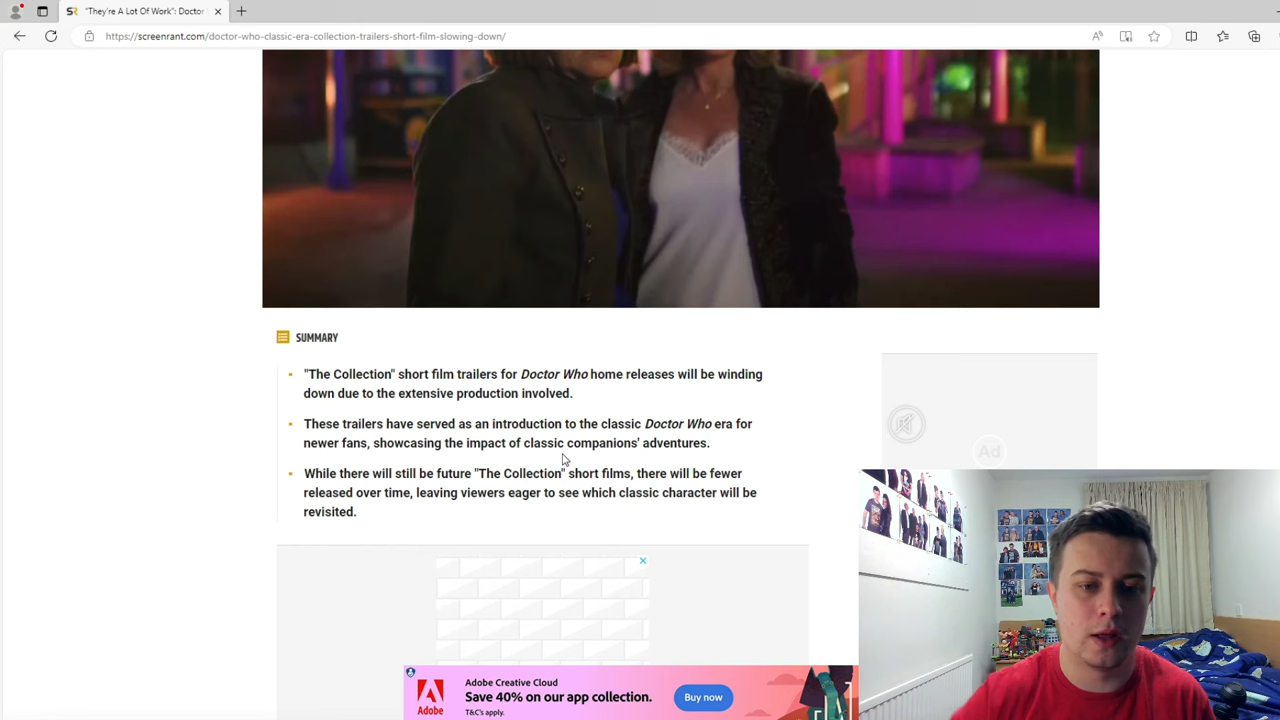 "They're A Lot Of Work": Doctor
https://screenrant.com/doctor-who-classic-era-collection-trailers-short-film-slowing-down/
SUMMARY
"The Collection" short film trailers for Doctor Who home releases will be winding
down due to the extensive production involved.
These trailers have served as an introduction to the classic Doctor Who era for
newer fans, showcasing the impact of classic companions' adventures.
While there will still be future "The Collection" short films, there will be fewer
released over time, leaving viewers eager to see which classic character will be
revisited.
Ad
Adobe Creative Cloud
Save 40% on our app collection.
T&C's apply.
Buy now
Adobe